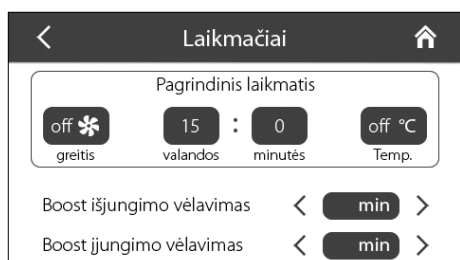 Laikmačiai
Pagrindinis laikmatis
off 15 : 0 off °C
greitis valandos minutės Temp.
Boost išjungimo vėlavimas < min >
Boost įjungimo vėlavimas < min >